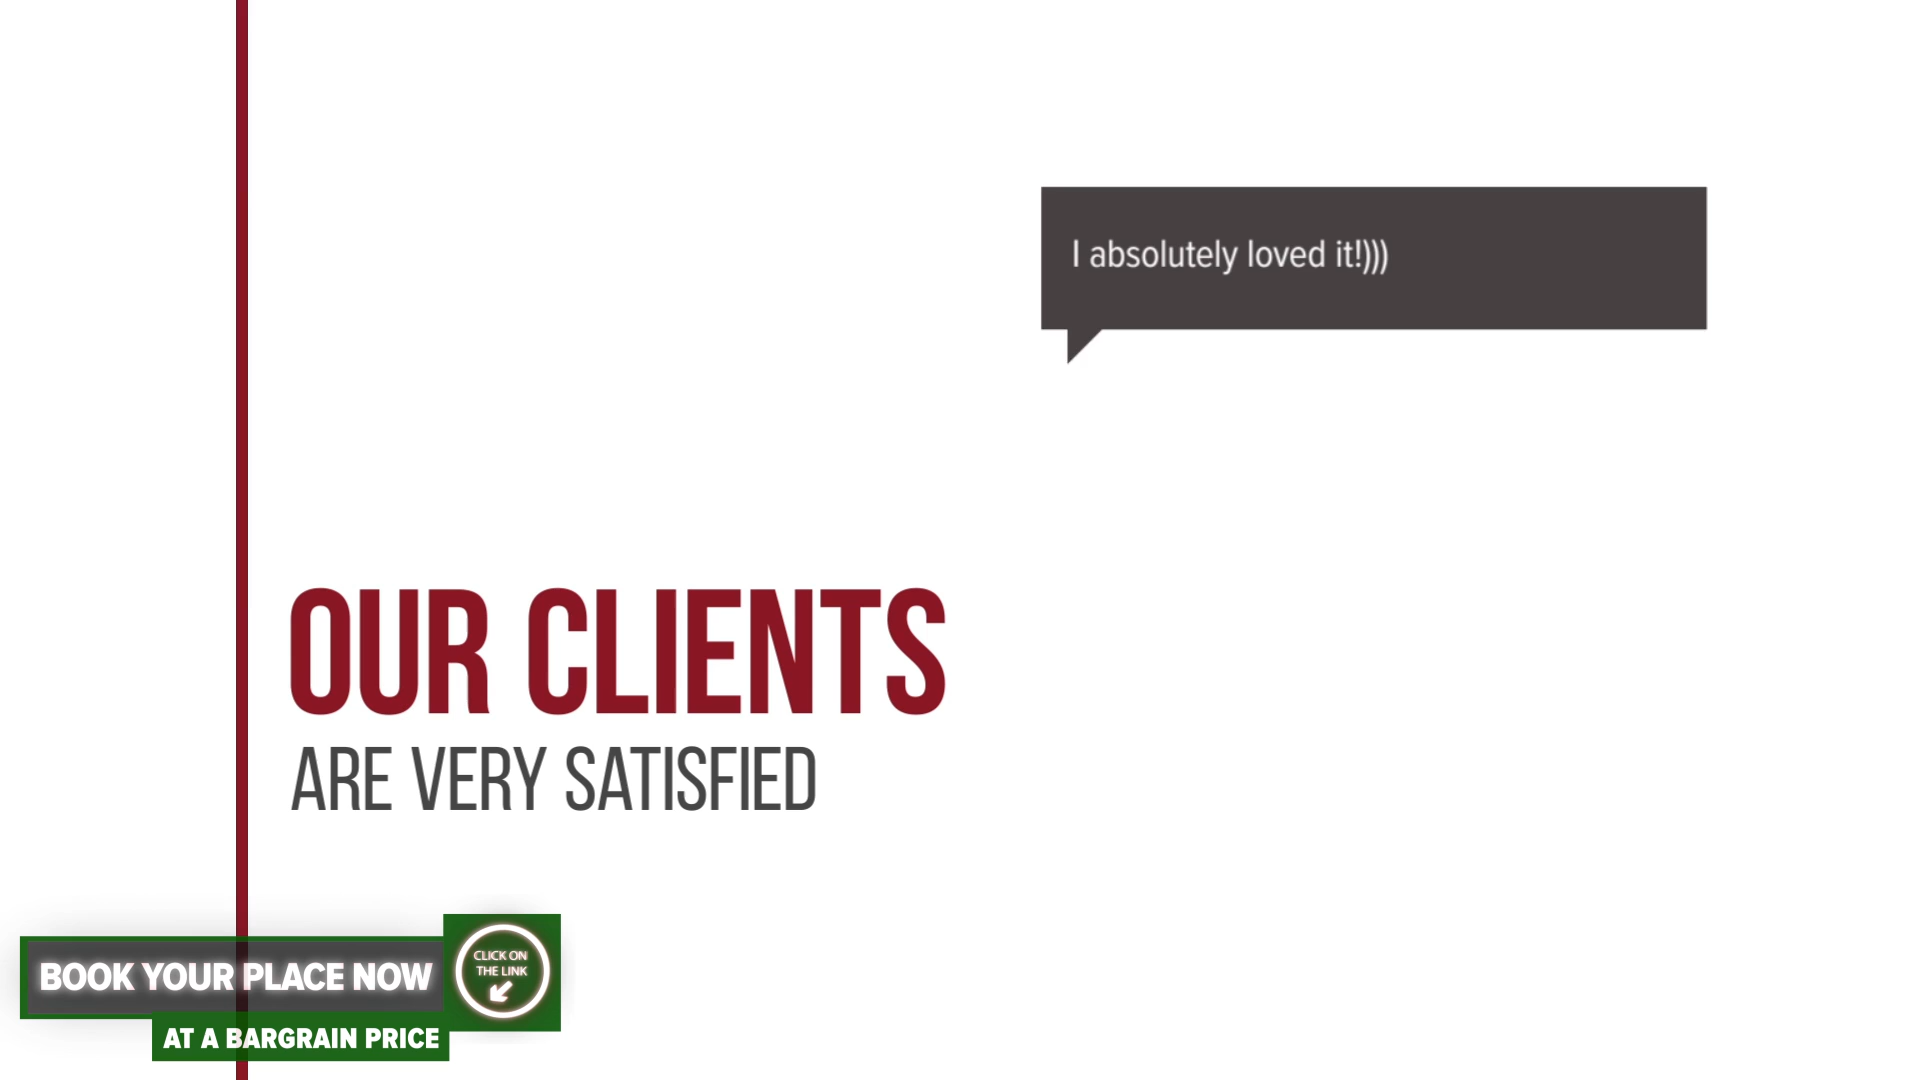 I absolutely loved it!)))
OUR CLIENTS
ARE VERY SATISFIED
BOOK YOUR PLACE NOW
CLICK ON
THE LINK
AT A BARGRAIN PRICE